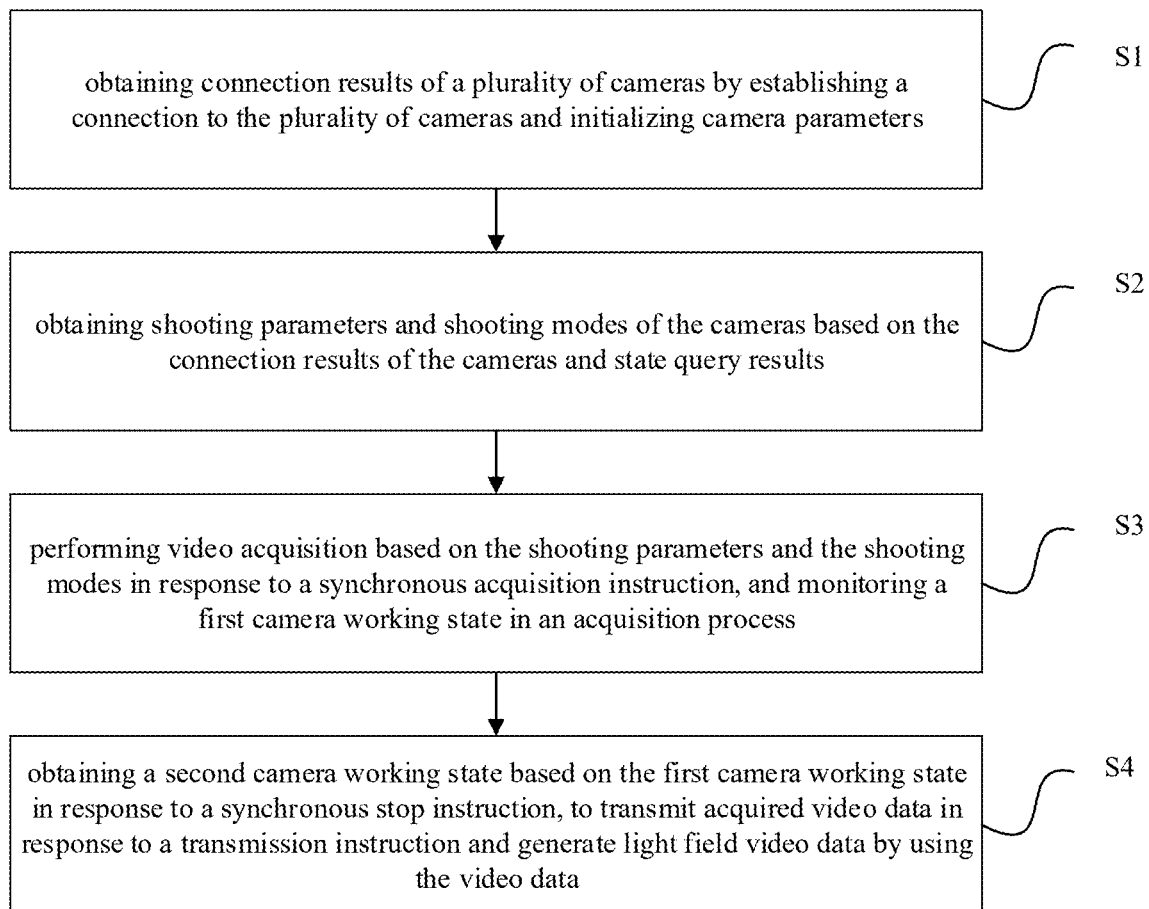 obtaining connection results of a plurality of cameras by establishing a
connection to the plurality of cameras and initializing camera parameters
S1
obtaining shooting parameters and shooting modes of the cameras based on the
connection results of the cameras and state query results
S2
performing video acquisition based on the shooting parameters and the shooting
modes in response to a synchronous acquisition instruction, and monitoring a
first camera working state in an acquisition process
S3
obtaining a second camera working state based on the first camera working state
in response to a synchronous stop instruction, to transmit acquired video data in
response to a transmission instruction and generate light field video data by using
the video data
S4